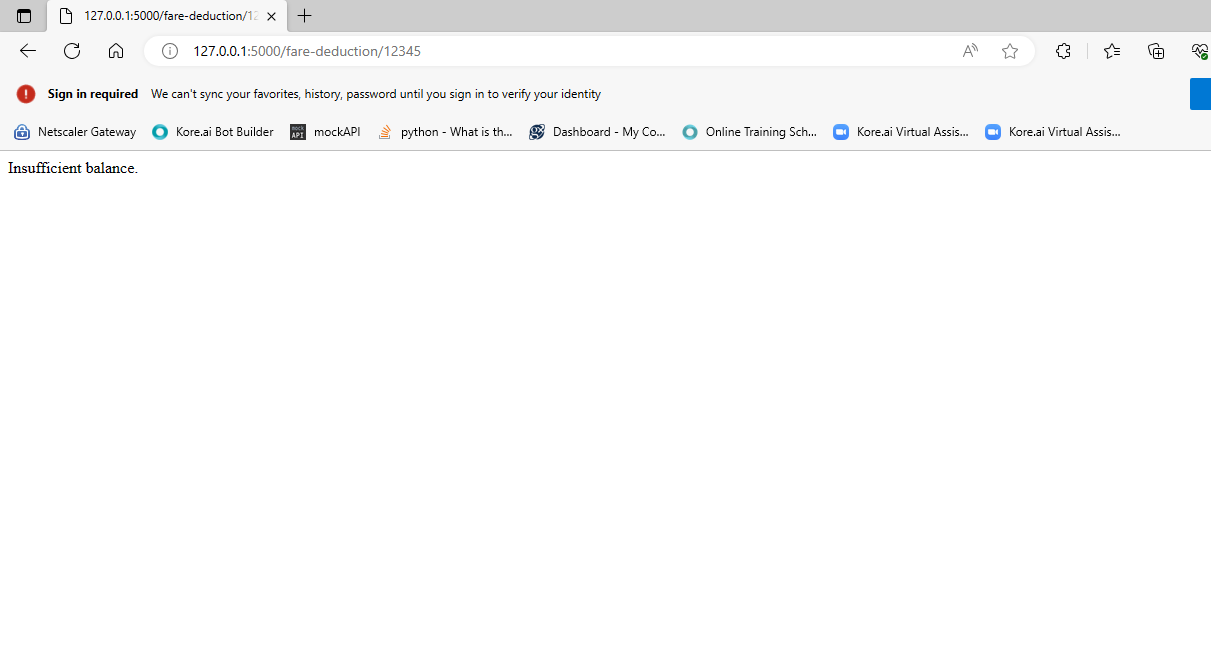 127.0.0.1:5000/fare-deduction/12
127.0.0.1:5000/fare-deduction/12345
Sign in required We can't sync your favorites, history, password until you sign in to verify your identity
Netscaler Gateway Kore.ai Bot Builder mock API mockAPI python - What is th... Dashboard - My Co... Online Training Sch... Kore.ai Virtual Assis... Kore.ai Virtual Assis...
Insufficient balance.